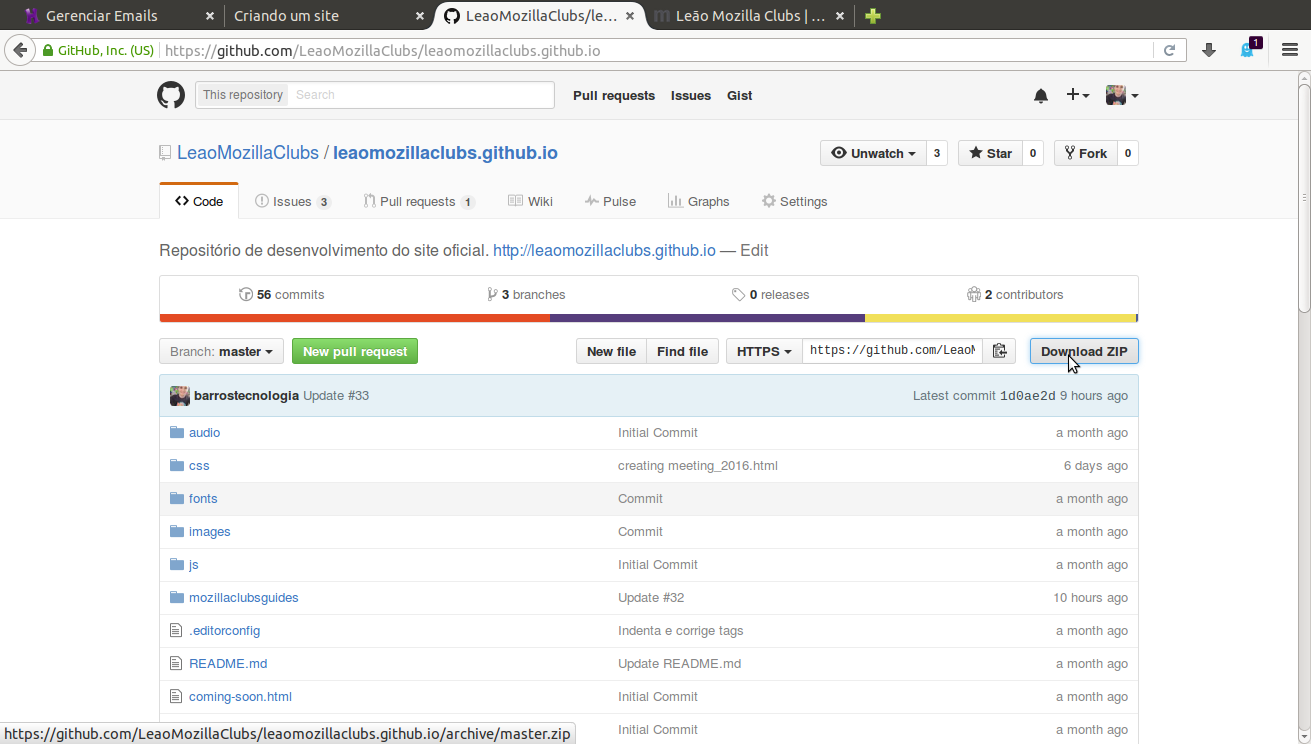 Gerenciar Emails
Criando um site
LeaoMozillaClubs/le...
Leão Mozilla Clubs | ...
GitHub, Inc. (US)
https://github.com/LeaoMozillaClubs/leaomozillaclubs.github.io
1
This repository Search
Pull requests Issues Gist
LeaoMozillaClubs / leaomozillaclubs.github.io
Unwatch 3 Star 0 Fork 0
Code Issues 3 Pull requests 1 Wiki Pulse Graphs Settings
Repositório de desenvolvimento do site oficial. http://leaomozillaclubs.github.io — Edit
56 commits 3 branches 0 releases 2 contributors
Branch: master New pull request New file Find file HTTPS https://github.com/LeaoM Download ZIP
barrostecnologia Update #33 Latest commit 1d0ae2d 9 hours ago
audio Initial Commit a month ago
css creating meeting_2016.html 6 days ago
fonts Commit a month ago
images Commit a month ago
js Initial Commit a month ago
mozillaclubsguides Update #32 10 hours ago
.editorconfig Indenta e corrige tags a month ago
README.md Update README.md a month ago
coming-soon.html Initial Commit a month ago
Initial Commit a month ago
https://github.com/LeaoMozillaClubs/leaomozillaclubs.github.io/archive/master.zip